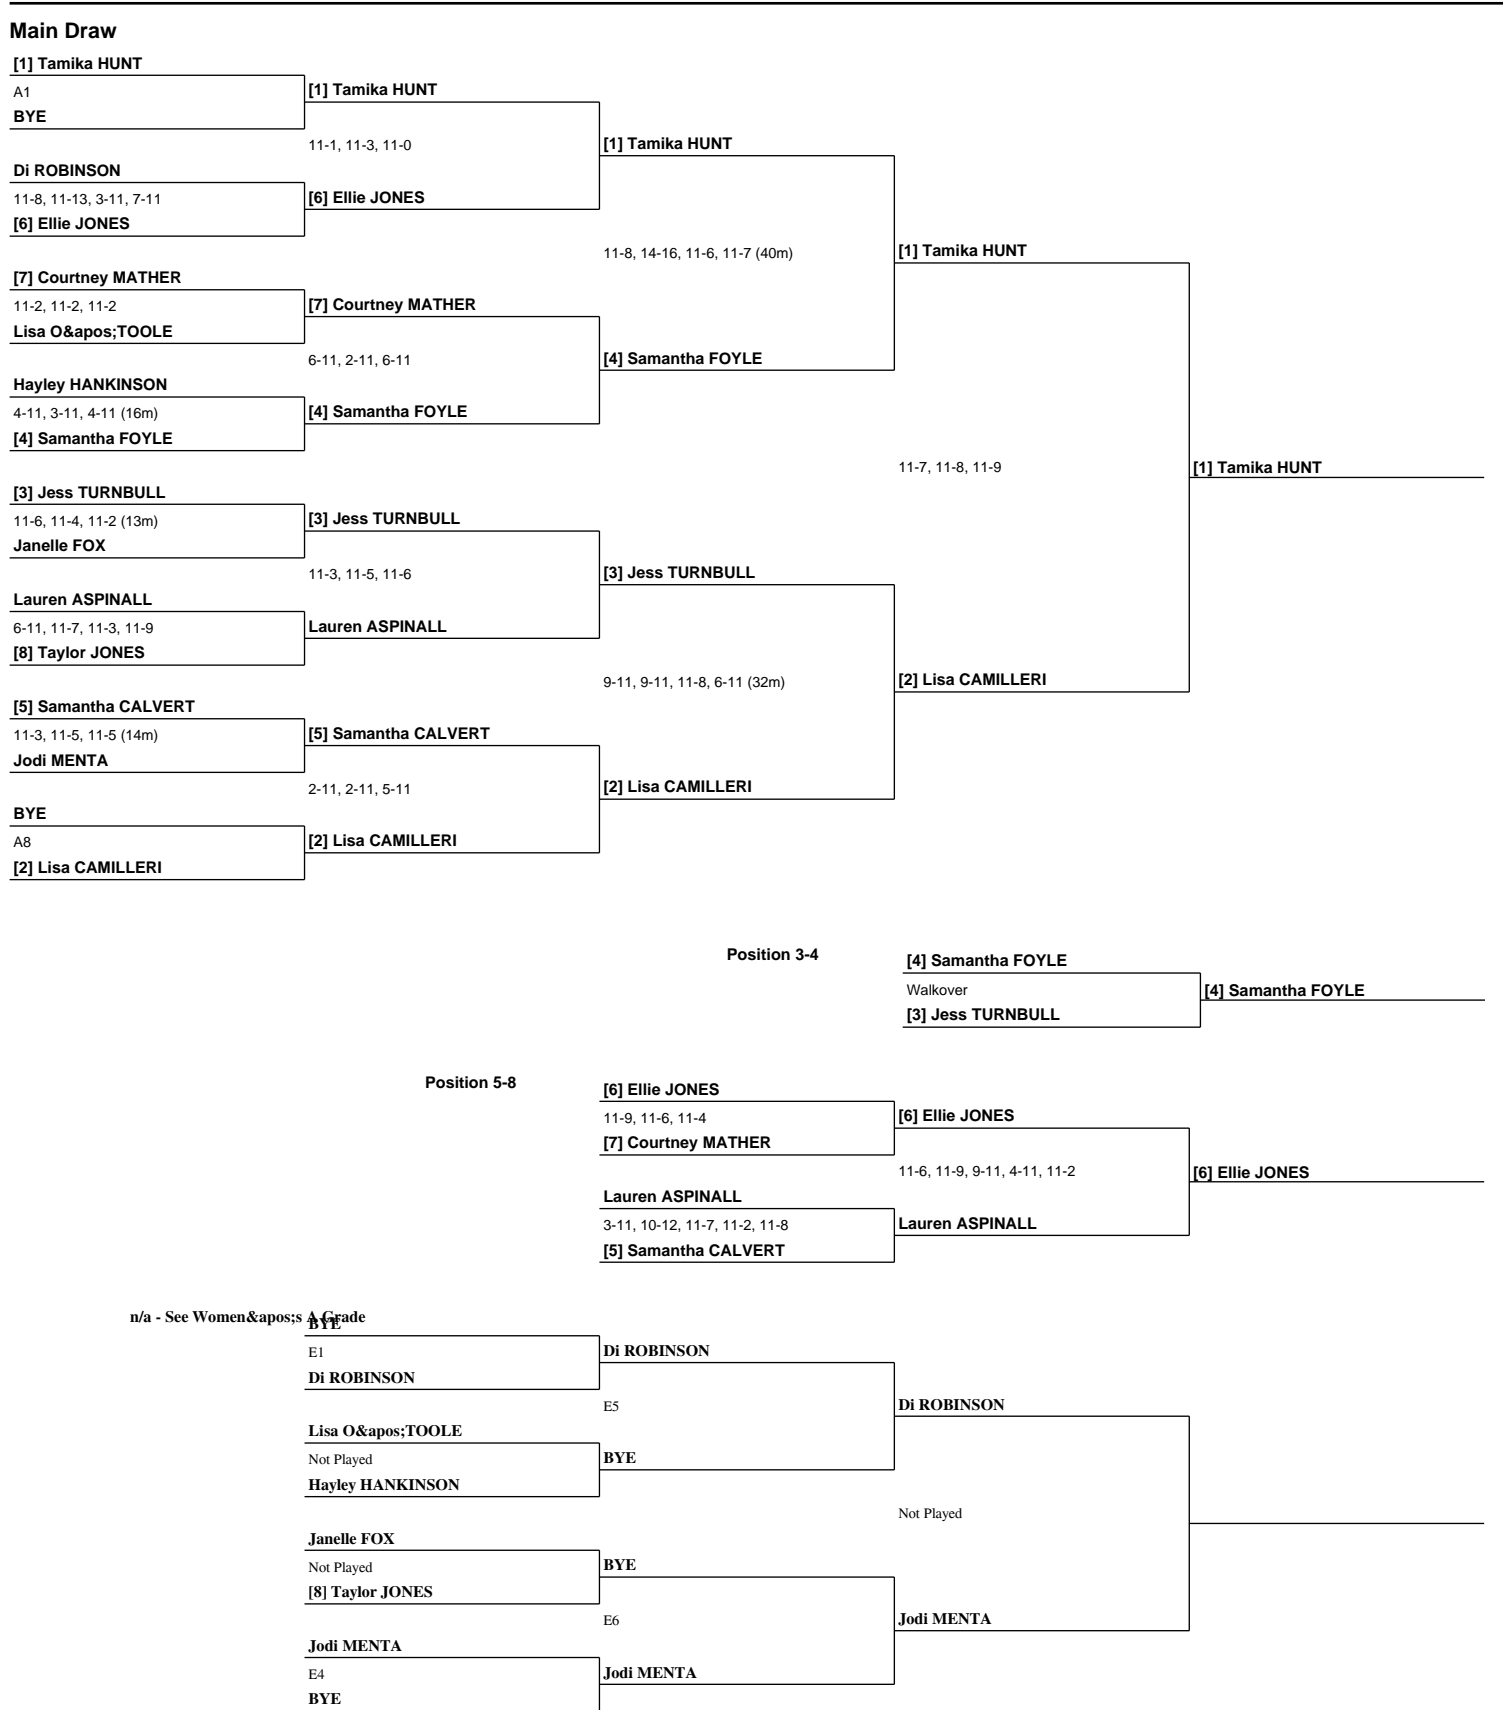 Main Draw
[1] Tamika HUNT
A1
BYE
[1] Tamika HUNT
11-1, 11-3, 11-0
[1] Tamika HUNT
Di ROBINSON
11-8, 11-13, 3-11, 7-11
[6] Ellie JONES
[6] Ellie JONES
11-8, 14-16, 11-6, 11-7 (40m)
[1] Tamika HUNT
[7] Courtney MATHER
11-2, 11-2, 11-2
Lisa O&apos;TOOLE
[7] Courtney MATHER
6-11, 2-11, 6-11
[4] Samantha FOYLE
Hayley HANKINSON
4-11, 3-11, 4-11 (16m)
[4] Samantha FOYLE
[4] Samantha FOYLE
11-7, 11-8, 11-9
[1] Tamika HUNT
[3] Jess TURNBULL
11-6, 11-4, 11-2 (13m)
Janelle FOX
[3] Jess TURNBULL
11-3, 11-5, 11-6
[3] Jess TURNBULL
Lauren ASPINALL
6-11, 11-7, 11-3, 11-9
[8] Taylor JONES
Lauren ASPINALL
9-11, 9-11, 11-8, 6-11 (32m)
[2] Lisa CAMILLERI
[5] Samantha CALVERT
11-3, 11-5, 11-5 (14m)
Jodi MENTA
[5] Samantha CALVERT
2-11, 2-11, 5-11
[2] Lisa CAMILLERI
BYE
A8
[2] Lisa CAMILLERI
[2] Lisa CAMILLERI
Position 3-4
[4] Samantha FOYLE
Walkover
[3] Jess TURNBULL
[4] Samantha FOYLE
Position 5-8
[6] Ellie JONES
11-9, 11-6, 11-4
[7] Courtney MATHER
[6] Ellie JONES
11-6, 11-9, 9-11, 4-11, 11-2
[6] Ellie JONES
Lauren ASPINALL
3-11, 10-12, 11-7, 11-2, 11-8
[5] Samantha CALVERT
Lauren ASPINALL
n/a - See Women&apos;s A Grade
BYE
E1
Di ROBINSON
Di ROBINSON
E5
Di ROBINSON
Lisa O&apos;TOOLE
Not Played
Hayley HANKINSON
BYE
Not Played
Janelle FOX
Not Played
[8] Taylor JONES
BYE
E6
Jodi MENTA
Jodi MENTA
E4
BYE
Jodi MENTA